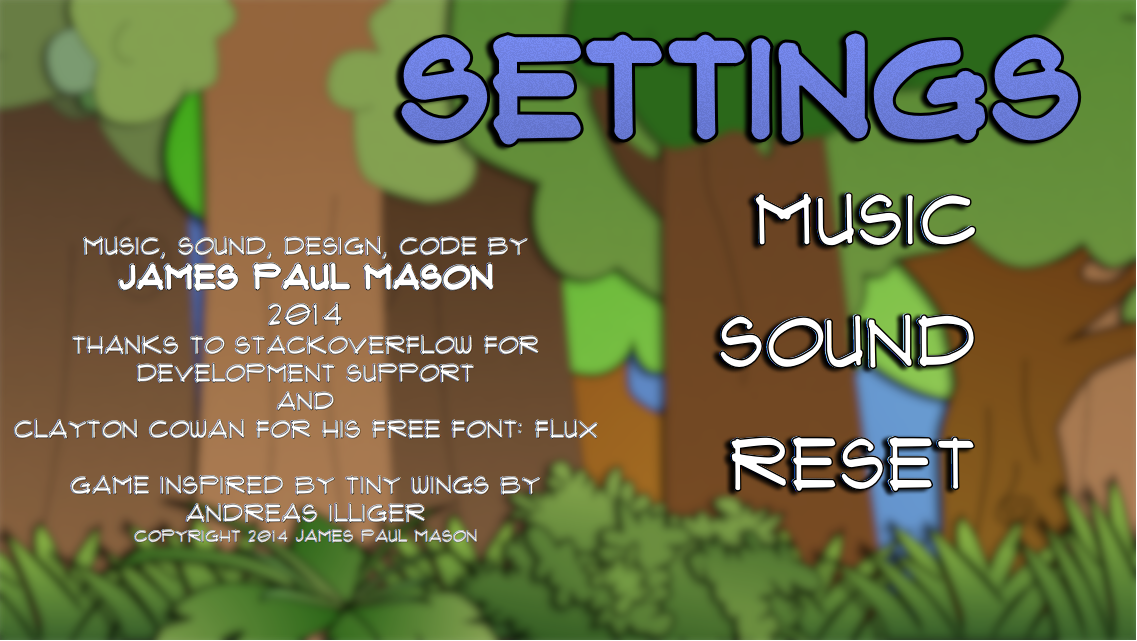 SETTINGS
MUSIC
SOUND
RESET
MUSIC, SOUND, DESIGN, CODE BY
JAMES PAUL MASON
2014
THANKS TO STACKOVERFLOW FOR
DEVELOPMENT SUPPORT
AND
CLAYTON COWAN FOR HIS FREE FONT: FLUX
GAME INSPIRED BY TINY WINGS BY
ANDREAS ILLIGER
COPYRIGHT 2014 JAMES PAUL MASON